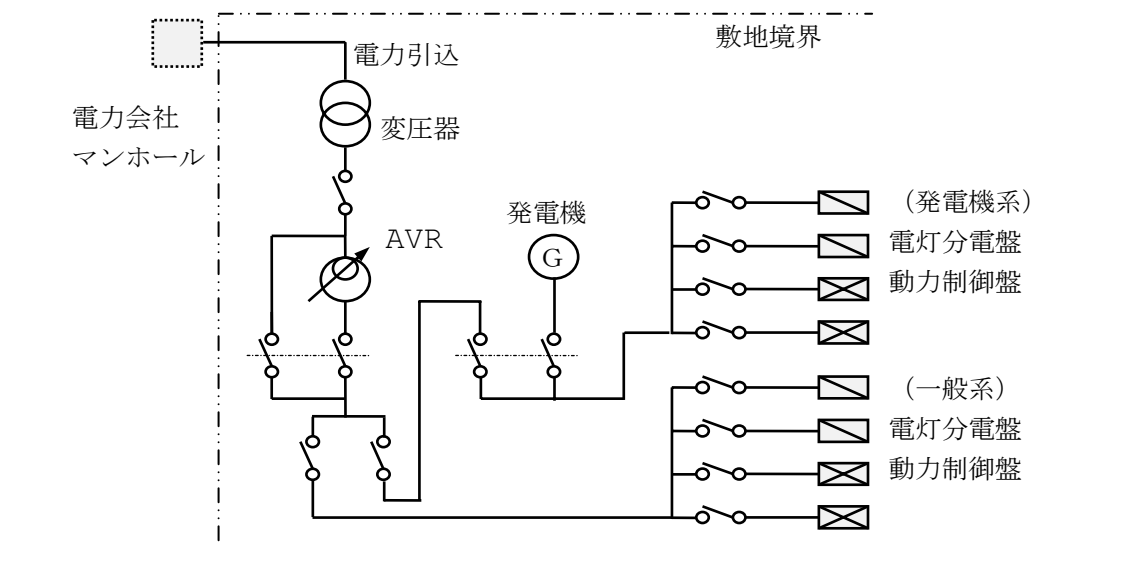 敷地境界
電力引込
電力会社
マンホール
変圧器
発電機
AVR
G
（発電機系）
電灯分電盤
動力制御盤
（一般系）
電灯分電盤
動力制御盤